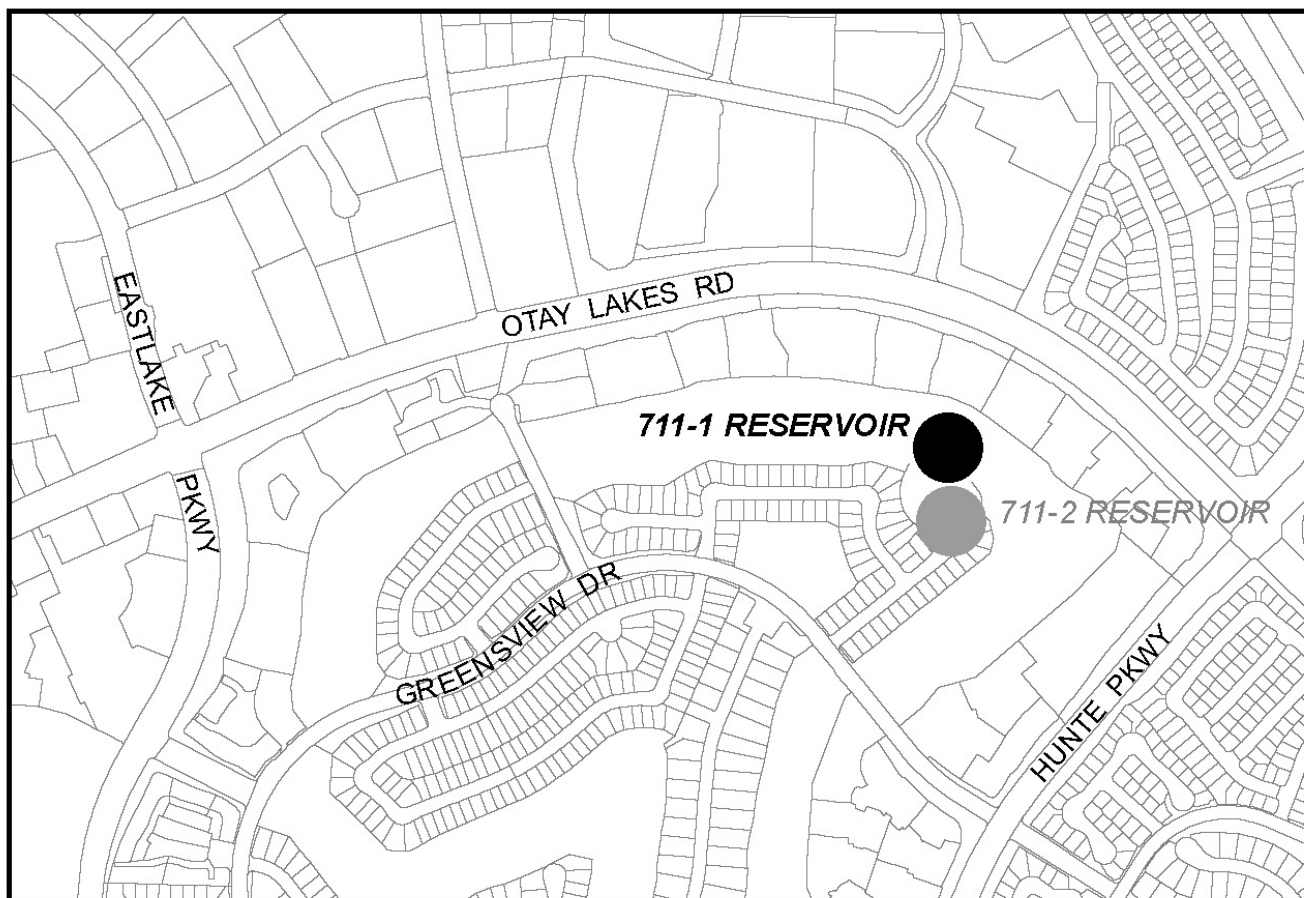 EASTLAKE
PKWY
OTAY LAKES RD
711-1 RESERVOIR
711-2 RESERVOIR
GREENSVIEW DR
HUNTE PKWY